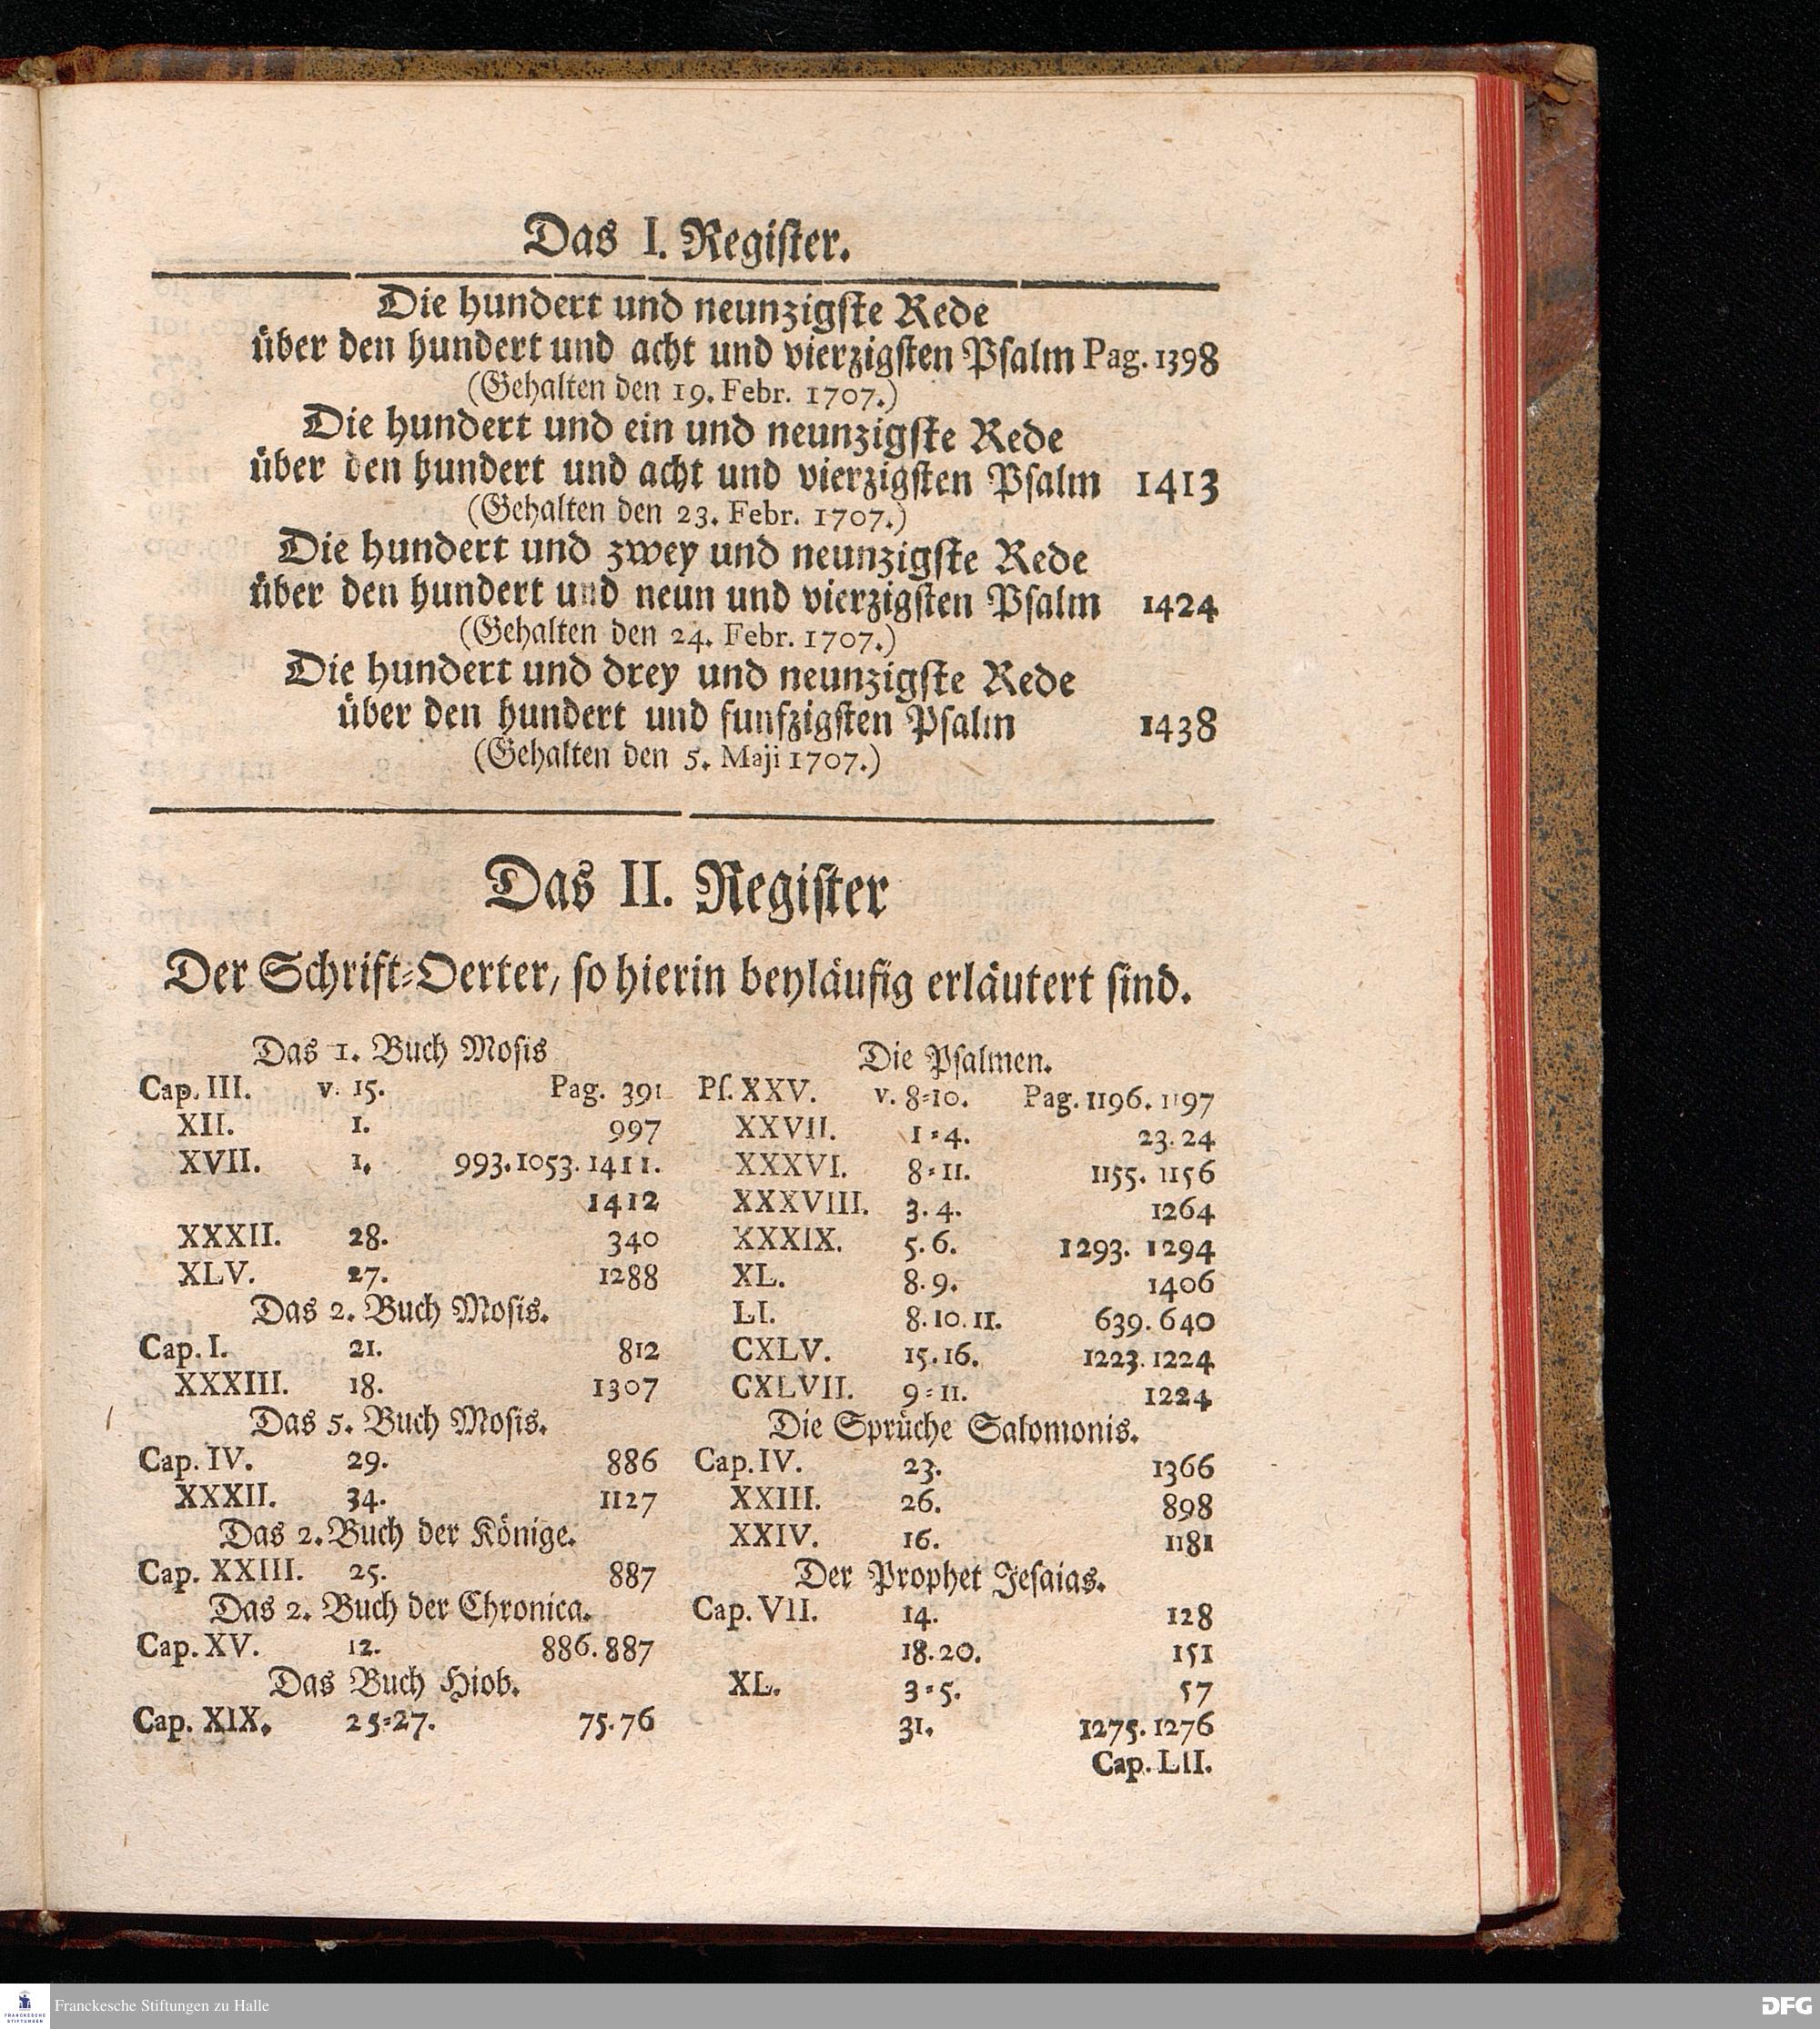 Das I. Regiſter.
Die hundert und neunzigſte Rede
über den hundert und acht und vierzigſten Pſalm Pag. 1398
(Gehalten den 19. Febr. 1707.)
Die hundert und ein und neunzigſte Rede
über den hundert und acht und vierzigſten Pſalm 1413
(Gehalten den 23. Febr. 1707.)
Die hundert und zwey und neunzigſte Rede
über den hundert und neun und vierzigſten Pſalm 1424
(Gehalten den 24. Febr. 1707.)
Die hundert und drey und neunzigſte Rede
über den hundert und funfzigſten Pſalm 1438
(Gehalten den 5. Maji 1707.)
Das II. Regiſter
Der Schrift⸗Oerter, ſo hierin beyläufig erläutert ſind.
Das 1. Buch Moſis
Cap. III. v. 15. Pag. 391
XII. 1. 997
XVII. 1. 993. 1053. 1411.
1412
XXXII. 28. 340
XLV. 27. 1288
Das 2. Buch Moſis.
Cap. I. 21. 812
XXXIII. 18. 1307
Das 5. Buch Moſis.
Cap. IV. 29. 886
XXXII. 34. 1127
Das 2. Buch der Könige.
Cap. XXIII. 25. 887
Das 2. Buch der Chronica.
Cap. XV. 12. 886. 887
Das Buch Hiob.
Cap. XIX. 25⸗27. 75. 76
Die Pſalmen.
Pſ. XXV. v. 8⸗10. Pag. 1196. 1197
XXVII. 1⸗4. 23. 24
XXXVI. 8⸗11. 1155. 1156
XXXVIII. 3. 4. 1264
XXXIX. 5. 6. 1293. 1294
XL. 8. 9. 1406
LI. 8. 10. 11. 639. 640
CXLV. 15. 16. 1223. 1224
CXLVII. 9⸗11. 1224
Die Sprüche Salomonis.
Cap. IV. 23. 1366
XXIII. 26. 898
XXIV. 16. 1181
Der Prophet Jeſaias.
Cap. VII. 14. 128
18. 20. 151
XL. 3⸗5. 57
31. 1275. 1276
Cap. LII.
FRANCKESCHE
STIFTUNGEN
Franckesche Stiftungen zu Halle
DFG